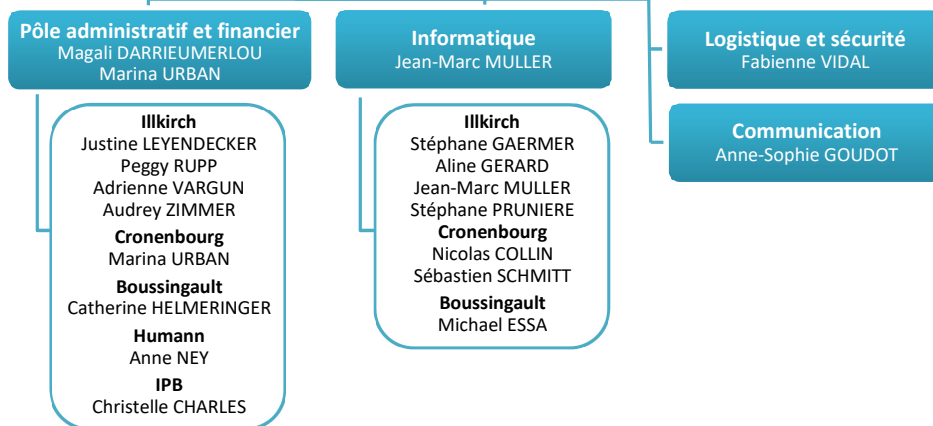 Pôle administratif et financier
Magali DARRIEUMERLOU
Marina URBAN
Illkirch
Justine LEYENDECKER
Peggy RUPP
Adrienne VARGUN
Audrey ZIMMER
Cronenbourg
Marina URBAN
Boussingault
Catherine HELMERINGER
Humann
Anne NEY
IPB
Christelle CHARLES
Informatique
Jean-Marc MULLER
Illkirch
Stéphane GAERMER
Aline GERARD
Jean-Marc MULLER
Stéphane PRUNIERE
Cronenbourg
Nicolas COLLIN
Sébastien SCHMITT
Boussingault
Michael ESSA
Logistique et sécurité
Fabienne VIDAL
Communication
Anne-Sophie GOUDOT